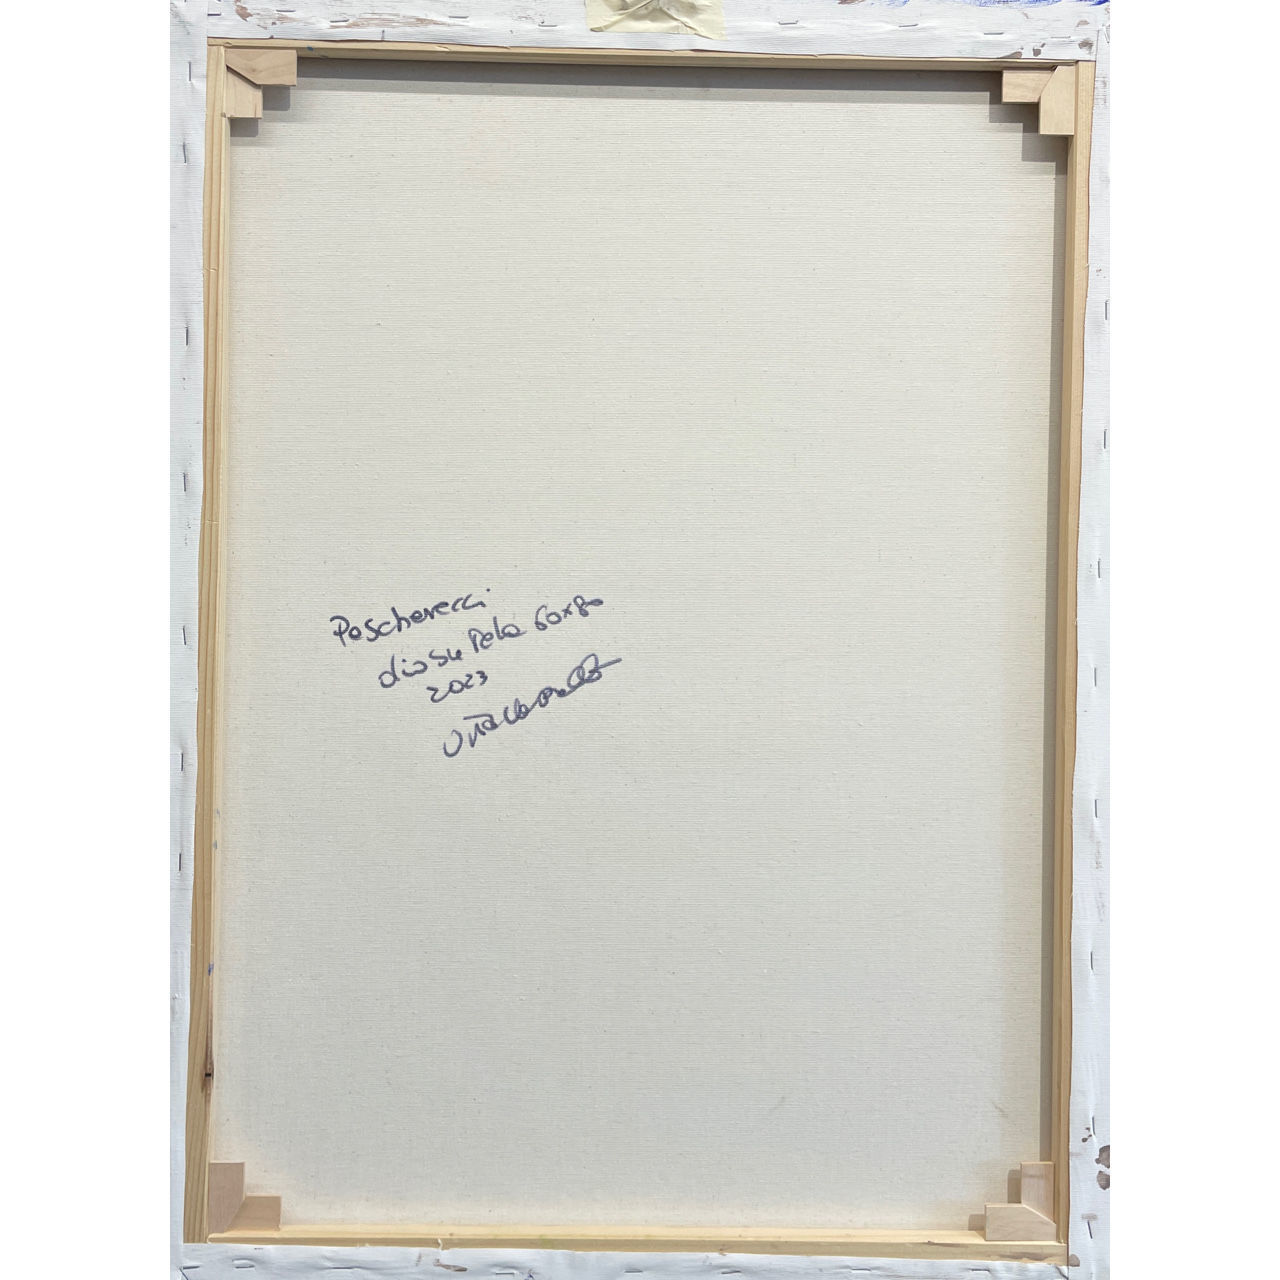 Pescherecci
olio su tela 60x80
2023